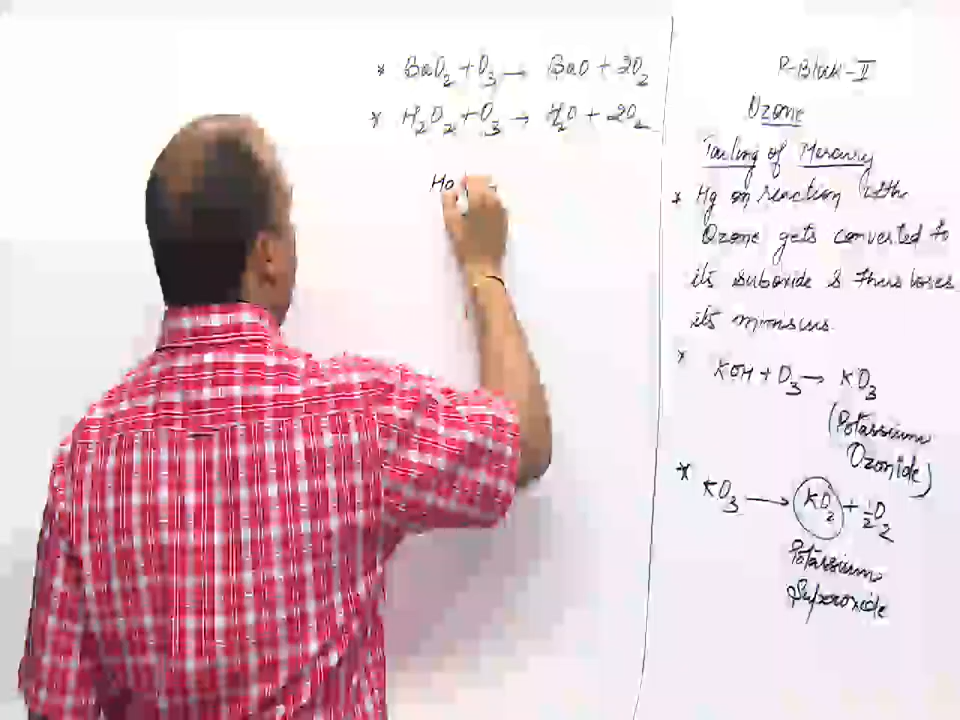 * BaO2 + O3 → BaO + 2O2
* H2O2 + O3 → H2O + 2O2
Ho
P-Block-II
Ozone
Tailing of Mercury
* Hg on reaction with
Ozone gets converted to
its suboxide & thus loses
its miniscus.
* KOH + O3 → KO3
(Potassium
Ozonide)
* KO3 → KO2 + 1/2 O2
Potassium
Superoxide